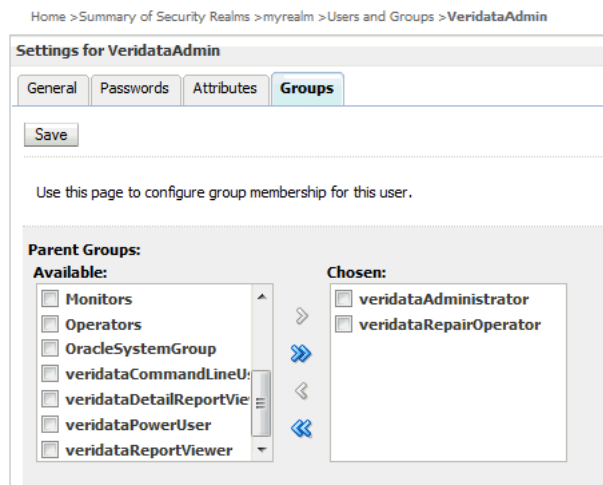 Home >Summary of Security Realms >myrealm >Users and Groups >VeridataAdmin
Settings for VeridataAdmin
General Passwords Attributes Groups
Save
Use this page to configure group membership for this user.
Parent Groups:
Available:
Monitors
Operators
OracleSystemGroup
veridataCommandLineU
veridataDetailReportVie
veridataPowerUser
veridataReportViewer
Chosen:
veridataAdministrator
veridataRepairOperator